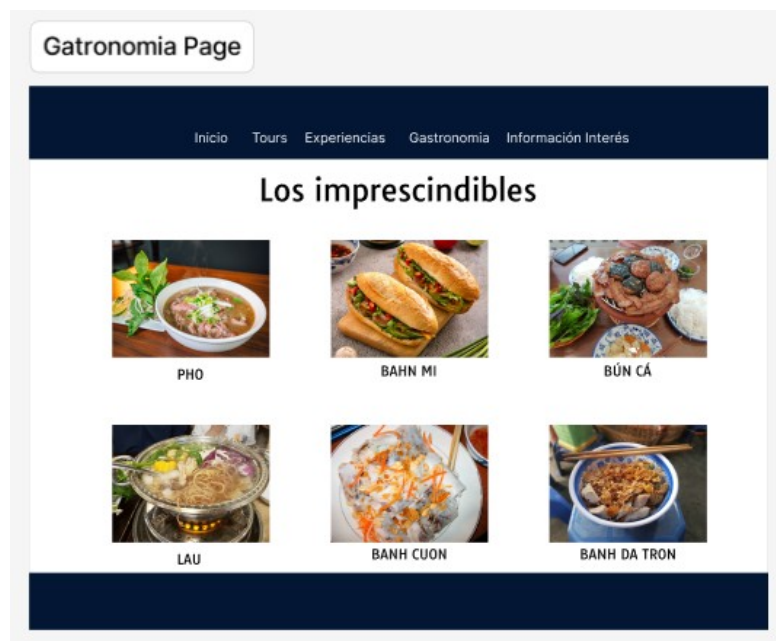 Gatronomia Page
Inicio Tours Experiencias Gastronomia Información Interés
Los imprescindibles
PHO BAHN MI BÚN CÁ
LAU BANH CUON BANH DA TRON